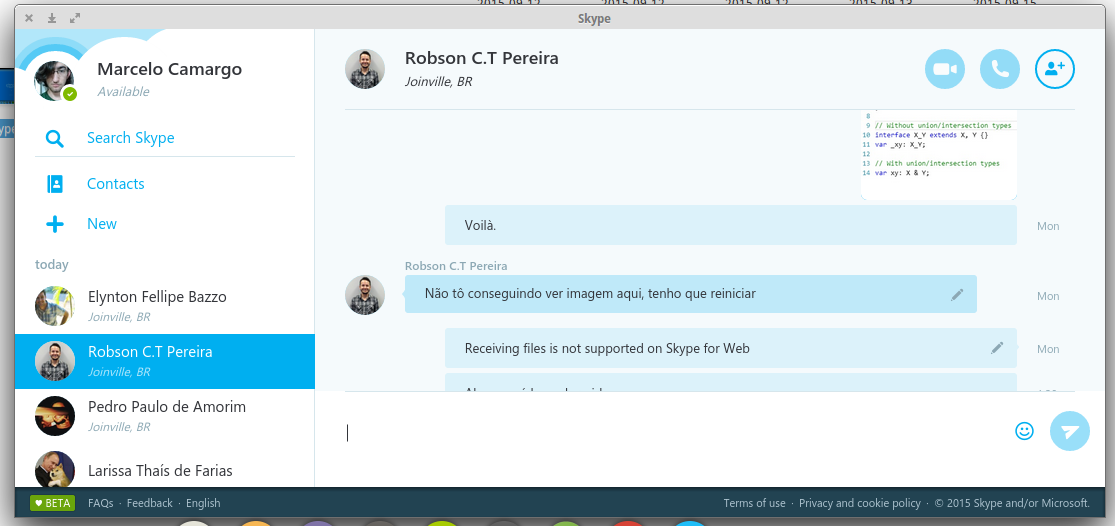 2015-09-12 2015-09-12 2015-09-12 2015-09-13 2015-09-15
Skype
Marcelo Camargo
Available
Search Skype
Contacts
New
today
Elynton Fellipe Bazzo
Joinville, BR
Robson C.T Pereira
Joinville, BR
Pedro Paulo de Amorim
Joinville, BR
Larissa Thaís de Farias
Robson C.T Pereira
Joinville, BR
8
9 // Without union/intersection types
10 interface X_Y extends X, Y {}
11 var _xy: X_Y;
12
13 // With union/intersection types
14 var xy: X & Y;
Voilà.
Mon
Robson C.T Pereira
Não tô conseguindo ver imagem aqui, tenho que reiniciar
Mon
Receiving files is not supported on Skype for Web
Mon
BETA
FAQs · Feedback · English
Terms of use · Privacy and cookie policy · © 2015 Skype and/or Microsoft.